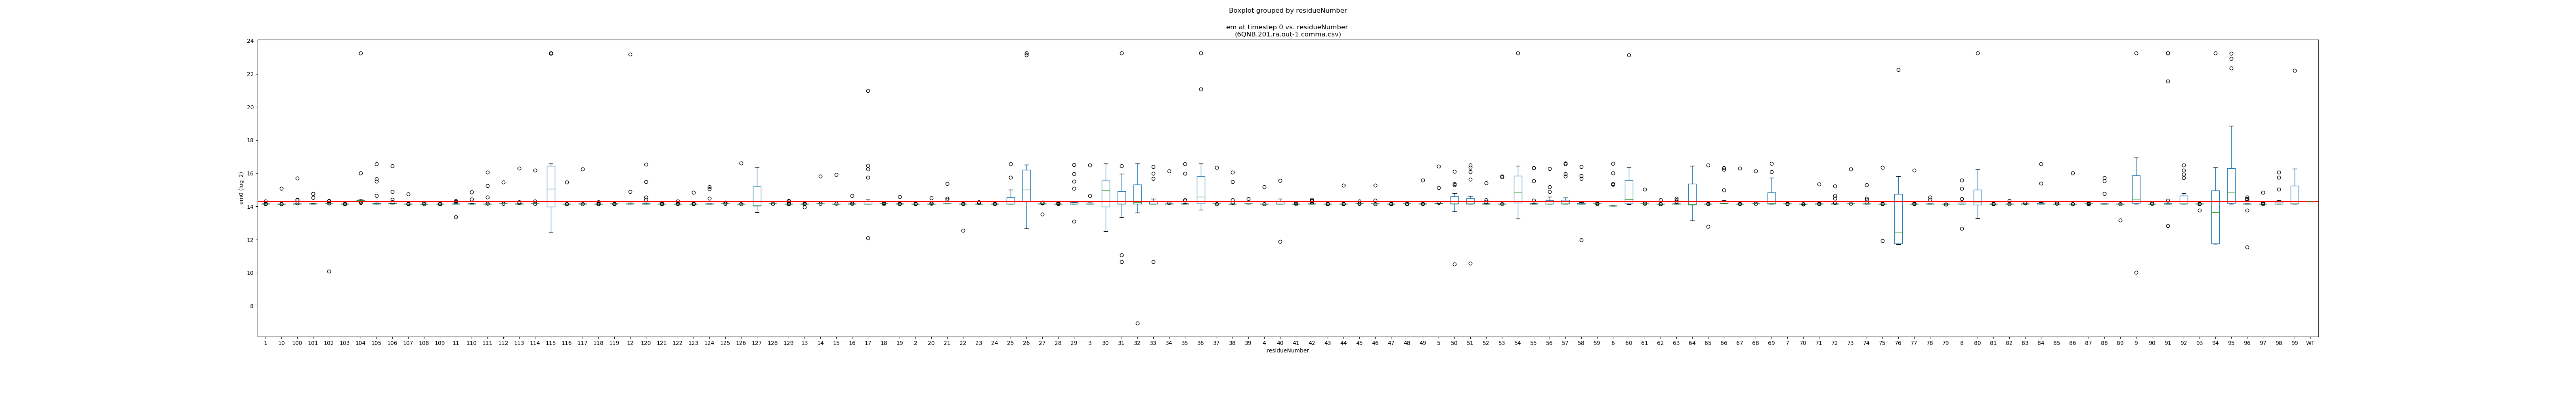 Boxplot grouped by residueNumber
em at timestep 0 vs. residueNumber
(6QNB.201.ra.out-1.comma.csv)
24
22
20
18
16
14
12
10
8
em0 (log_2)
1 10 100 101 102 103 104 105 106 107 108 109 11 110 111 112 113 114 115 116 117 118 119 12 120 121 122 123 124 125 126 127 128 129 13 14 15 16 17 18 19 2 20 21 22 23 24 25 26 27 28 29 3 30 31 32 33 34 35 36 37 38 39 4 40 41 42 43 44 45 46 47 48 49 5 50 51 52 53 54 55 56 57 58 59 6 60 61 62 63 64 65 66 67 68 69 7 70 71 72 73 74 75 76 77 78 79 8 80 81 82 83 84 85 86 87 88 89 9 90 91 92 93 94 95 96 97 98 99 WT
residueNumber